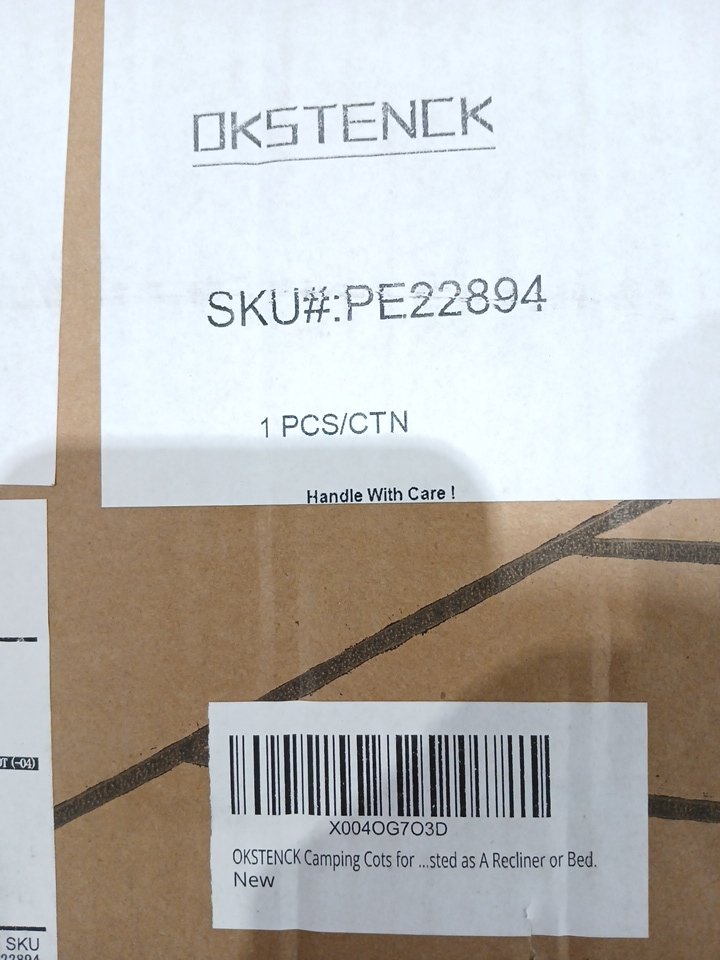 OKSTENCK
SKU#:PE22894
1 PCS/CTN
Handle With Care !
(-04)
X004OG7O3D
OKSTENCK Camping Cots for ...sted as A Recliner or Bed.
New
SKU